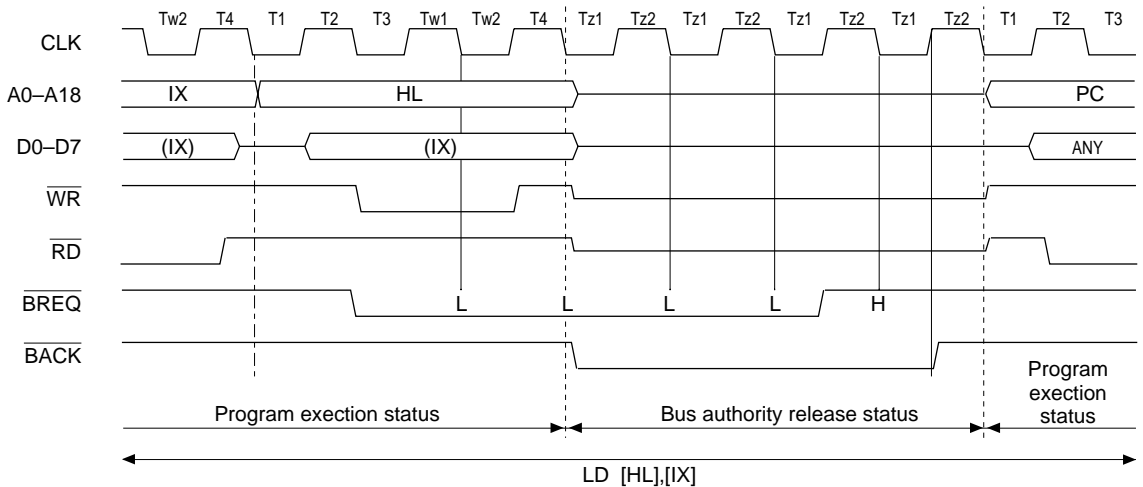 Tw2 T4 T1 T2 T3 Tw1 Tw2 T4 Tz1 Tz2 Tz1 Tz2 Tz1 Tz2 Tz1 Tz2 T1 T2 T3
CLK
A0–A18 IX HL PC
D0–D7 (IX) (IX) ANY
WR
RD
BREQ L L L L H
BACK
Program exection status Bus authority release status Program
exection
status
LD [HL],[IX]